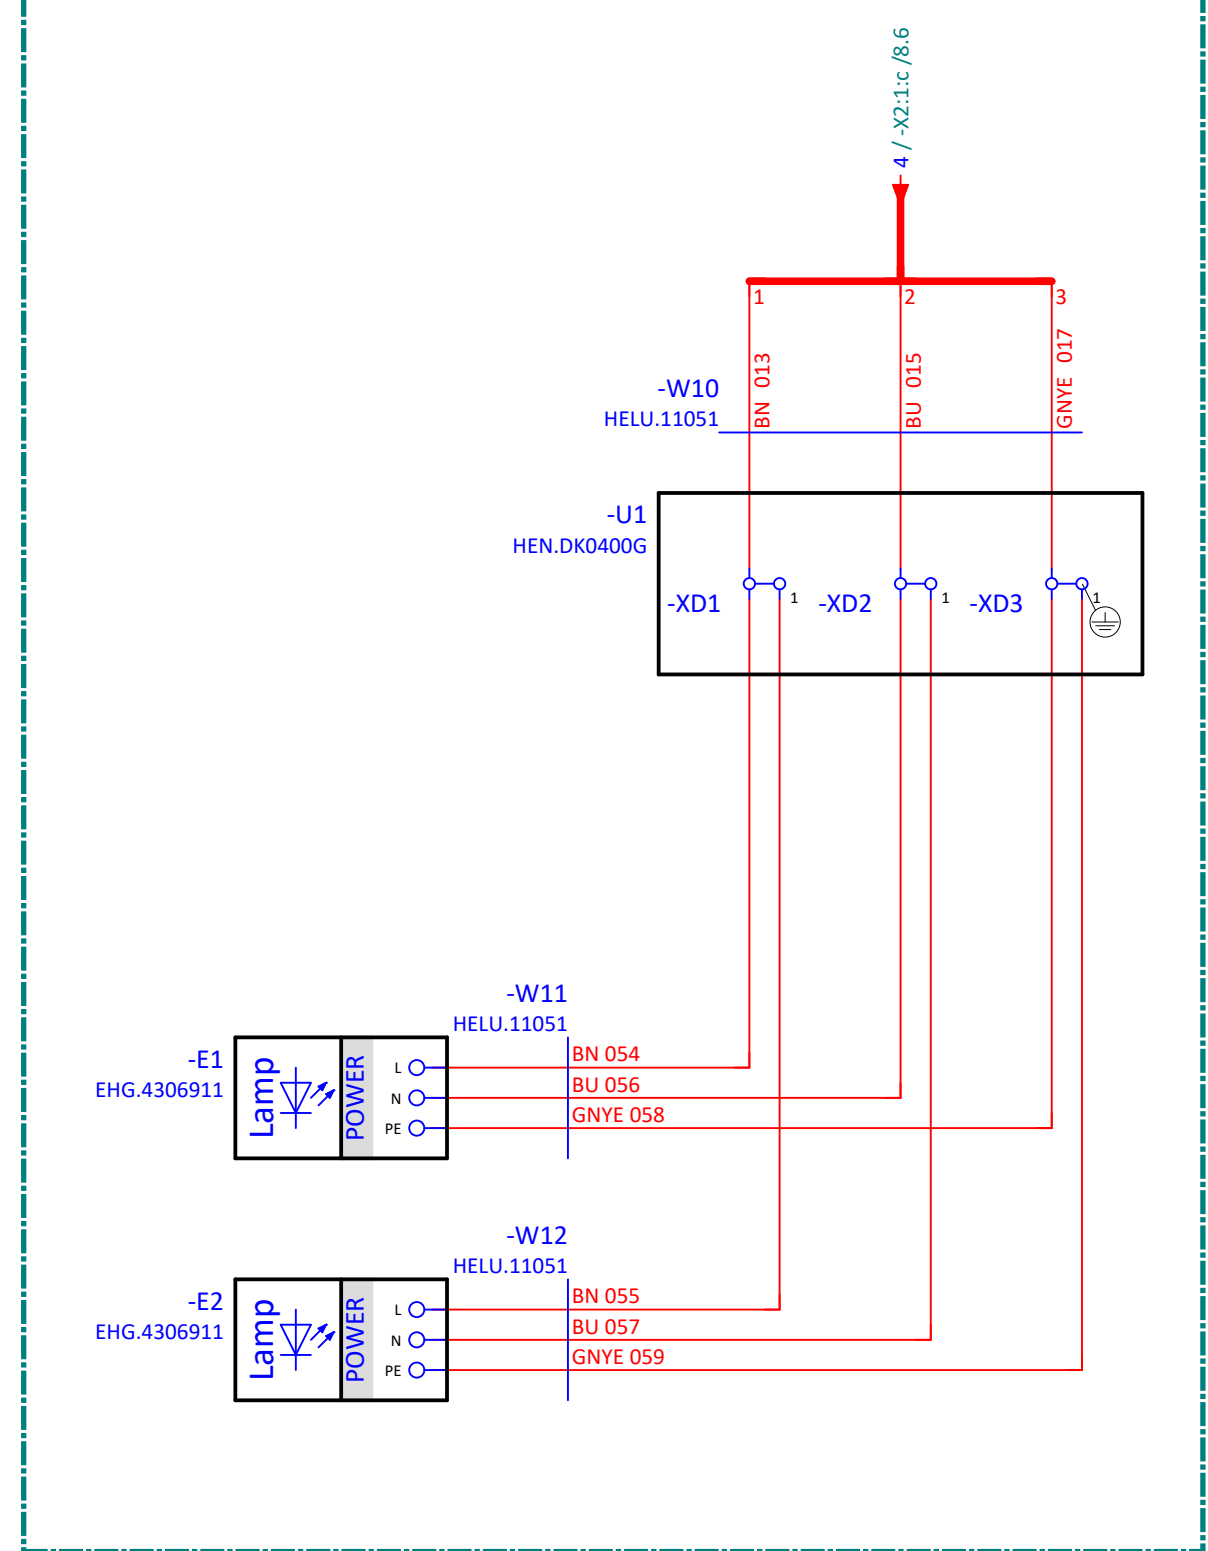 4 / -X2:1:c /8.6
1
2
3
BN 013
BU 015
GNYE 017
-W10
HELU.11051
-U1
HEN.DK0400G
-XD1
1
-XD2
1
-XD3
1
-W11
HELU.11051
-E1
EHG.4306911
Lamp
POWER
L
N
PE
BN 054
BU 056
GNYE 058
-W12
HELU.11051
-E2
EHG.4306911
Lamp
POWER
L
N
PE
BN 055
BU 057
GNYE 059